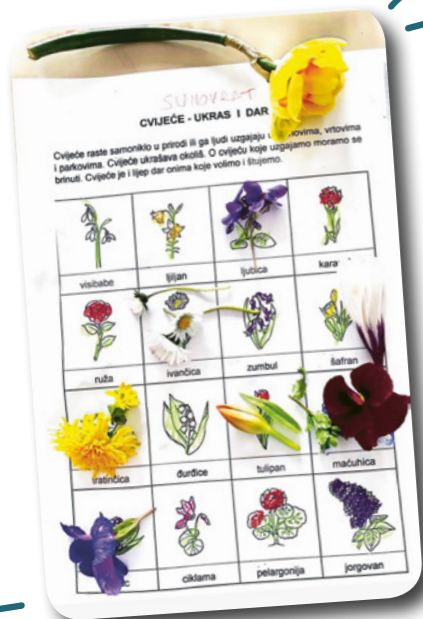 SUNOVRAT
CVIJEĆE - UKRAS I DAR
Cvijeće raste samoniklo u prirodi ili ga ljudi uzgajaju u vrtovima
i parkovima. Cvijeće ukrašava okoliš. O cvijeću koje uzgajamo moramo se
brinuti. Cvijeće je i lijep dar onima koje volimo i štujemo.
visibabe ljiljan ljubica
ruža ivančica zumbul šafran
tratinčica đurđice tulipan maćuhica
ciklama pelargonija jorgovan